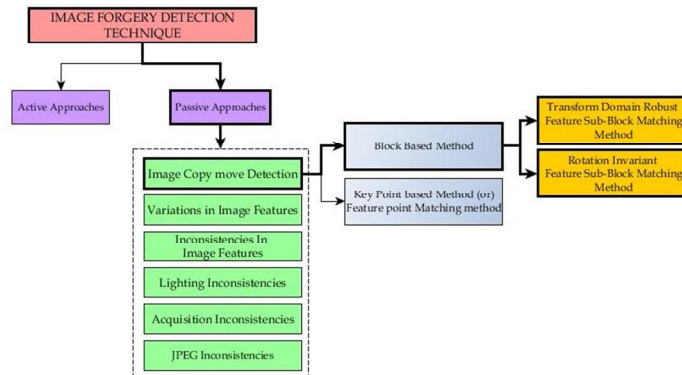 IMAGE FORGERY DETECTION
TECHNIQUE
Active Approaches
Passive Approaches
Image Copy move Detection
Variations in Image Features
Inconsistencies In
Image Features
Lighting Inconsistencies
Acquisition Inconsistencies
JPEG Inconsistencies
Block Based Method
Key Point based Method (or)
Feature point Matching method
Transform Domain Robust
Feature Sub-Block Matching
Method
Rotation Invariant
Feature Sub-Block Matching
Method